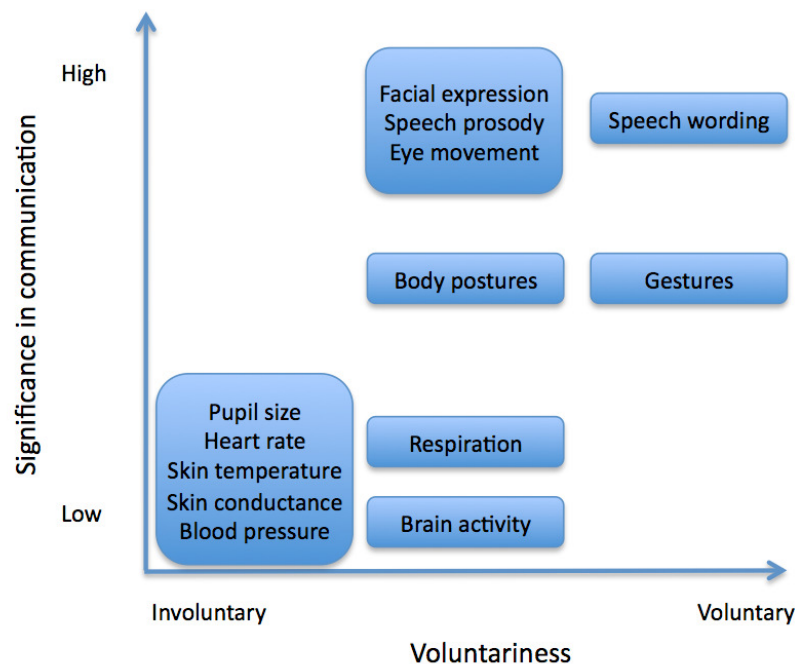 High
Facial expression
Speech prosody
Eye movement
Speech wording
Significance in communication
Body postures
Gestures
Pupil size
Heart rate
Skin temperature
Skin conductance
Blood pressure
Respiration
Low
Brain activity
Involuntary
Voluntary
Voluntariness